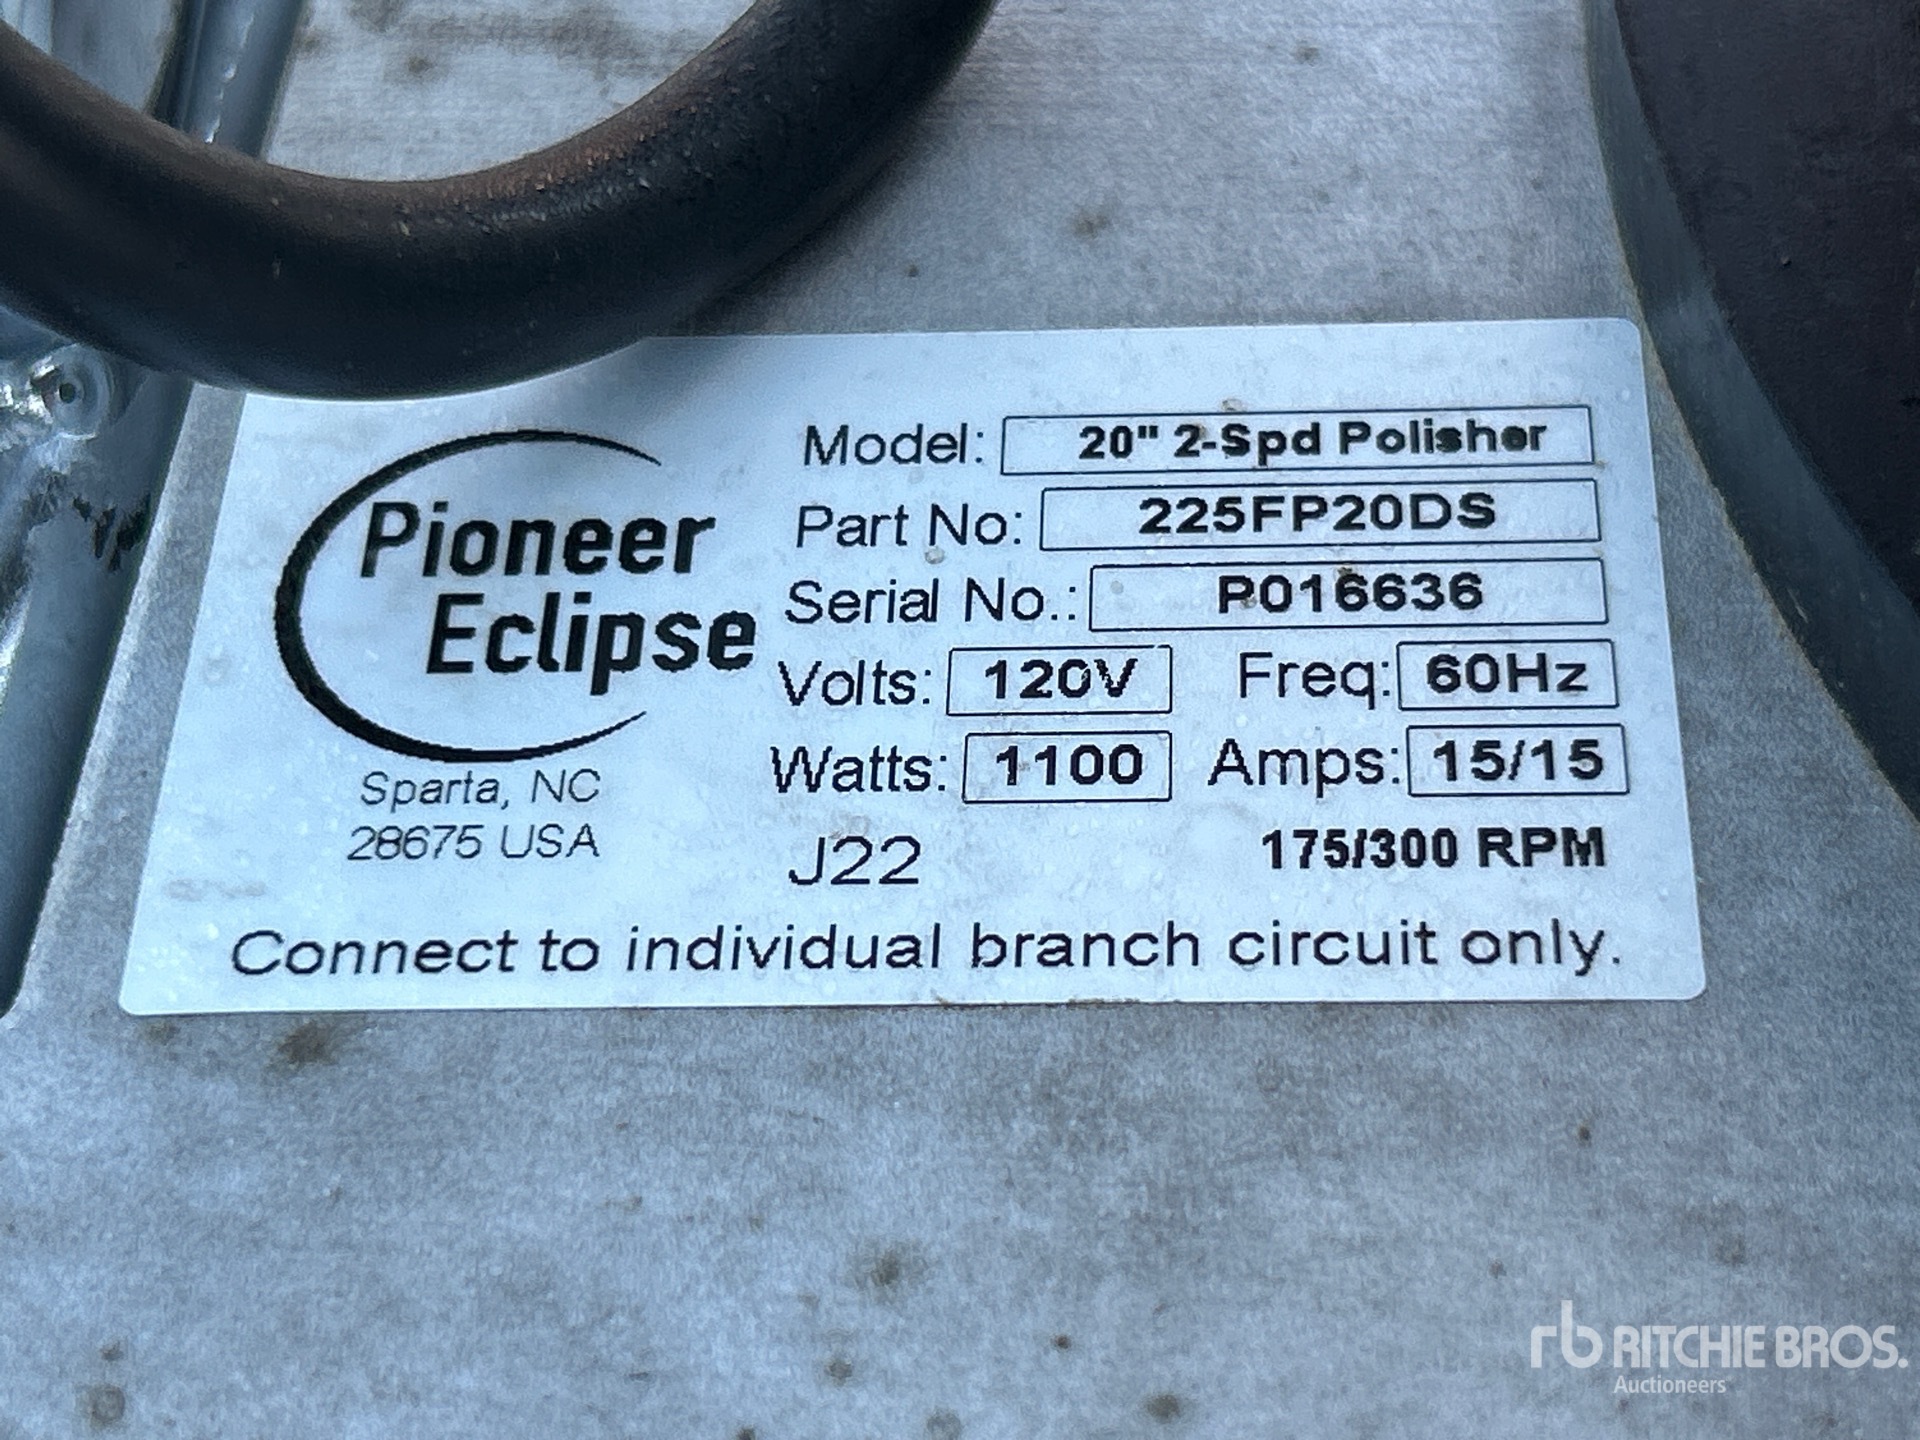 Pioneer
Eclipse
Sparta, NC
28675 USA
Model: 20" 2-Spd Polisher
Part No: 225FP20DS
Serial No.: P016636
Volts: 120V Freq: 60Hz
Watts: 1100 Amps: 15/15
J22 175/300 RPM
Connect to individual branch circuit only.
rb RITCHIE BROS.
Auctioneers